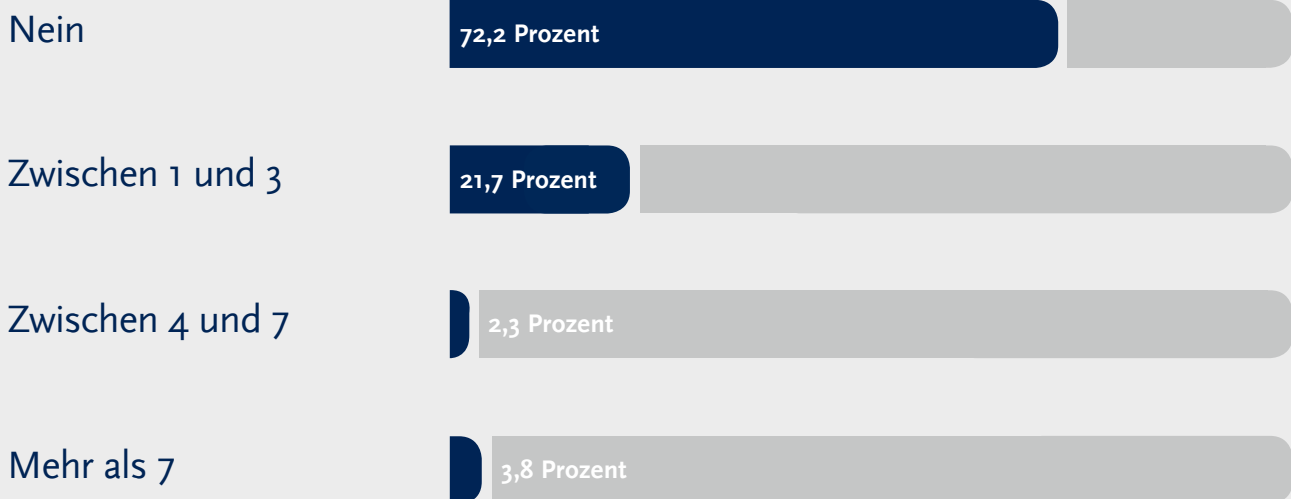 Nein
72,2 Prozent
Zwischen 1 und 3
21,7 Prozent
Zwischen 4 und 7
2,3 Prozent
Mehr als 7
3,8 Prozent